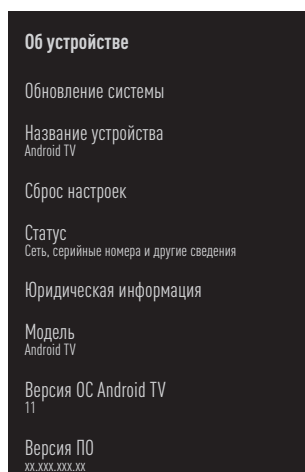 Об устройстве
Обновление системы
Название устройства
Android TV
Сброс настроек
Статус
Сеть, серийные номера и другие сведения
Юридическая информация
Модель
Android TV
Версия ОС Android TV
11
Версия ПО
xx.xxx.xxx.xx